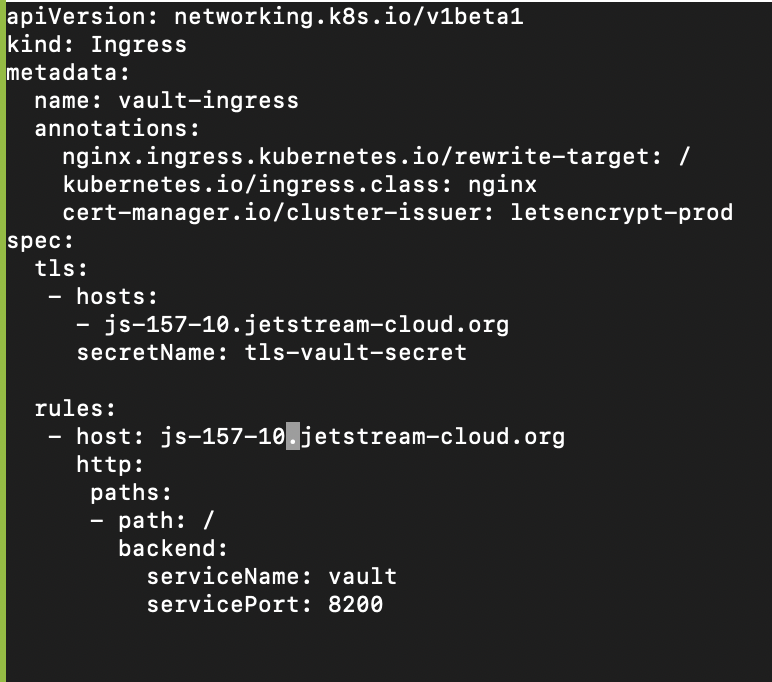 apiVersion: networking.k8s.io/v1beta1
kind: Ingress
metadata:
  name: vault-ingress
  annotations:
    nginx.ingress.kubernetes.io/rewrite-target: /
    kubernetes.io/ingress.class: nginx
    cert-manager.io/cluster-issuer: letsencrypt-prod
spec:
  tls:
   - hosts:
     - js-157-10.jetstream-cloud.org
     secretName: tls-vault-secret

  rules:
   - host: js-157-10.jetstream-cloud.org
     http:
      paths:
      - path: /
        backend:
          serviceName: vault
          servicePort: 8200